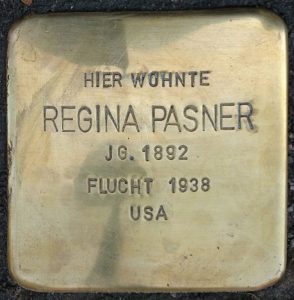 HIER WOHNTE
REGINA PASNER
JG. 1892
FLUCHT 1938
USA